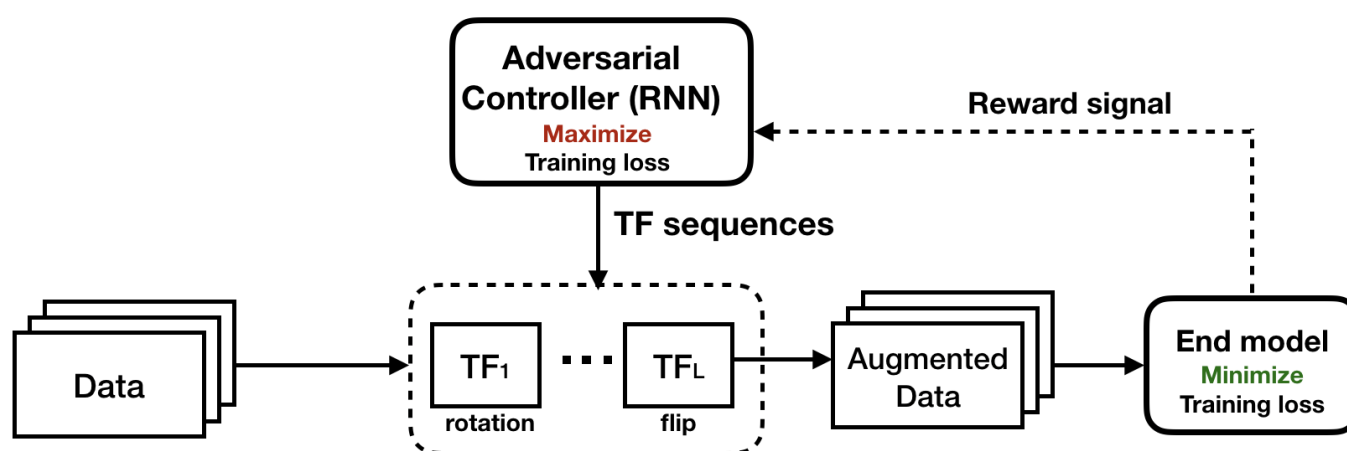 Adversarial
Controller (RNN)
Maximize
Training loss
Reward signal
TF sequences
Data
TF1
TFL
rotation
flip
Augmented
Data
End model
Minimize
Training loss